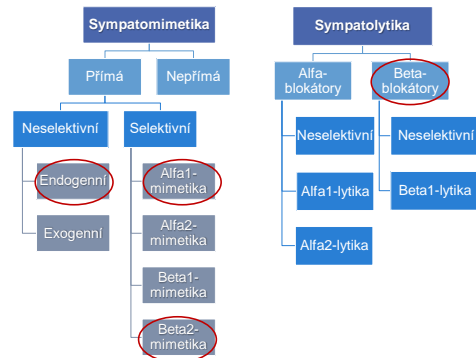 Sympatomimetika
Přímá
Nepřímá
Neselektivní
Selektivní
Endogenní
Exogenní
Alfa1-
mimetika
Alfa2-
mimetika
Beta1-
mimetika
Beta2-
mimetika
Sympatolytika
Alfa-
blokátory
Beta-
blokátory
Neselektivní
Alfa1-lytika
Alfa2-lytika
Neselektivní
Beta1-lytika